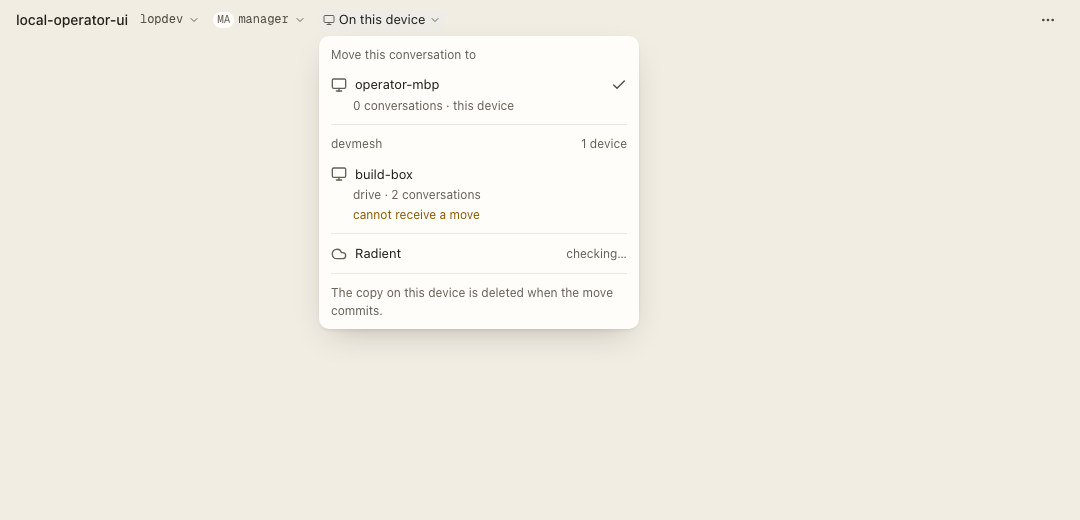 local-operator-ui lopdev MA manager On this device
Move this conversation to
operator-mbp
0 conversations · this device
devmesh 1 device
build-box
drive · 2 conversations
cannot receive a move
Radient checking…
The copy on this device is deleted when the move
commits.